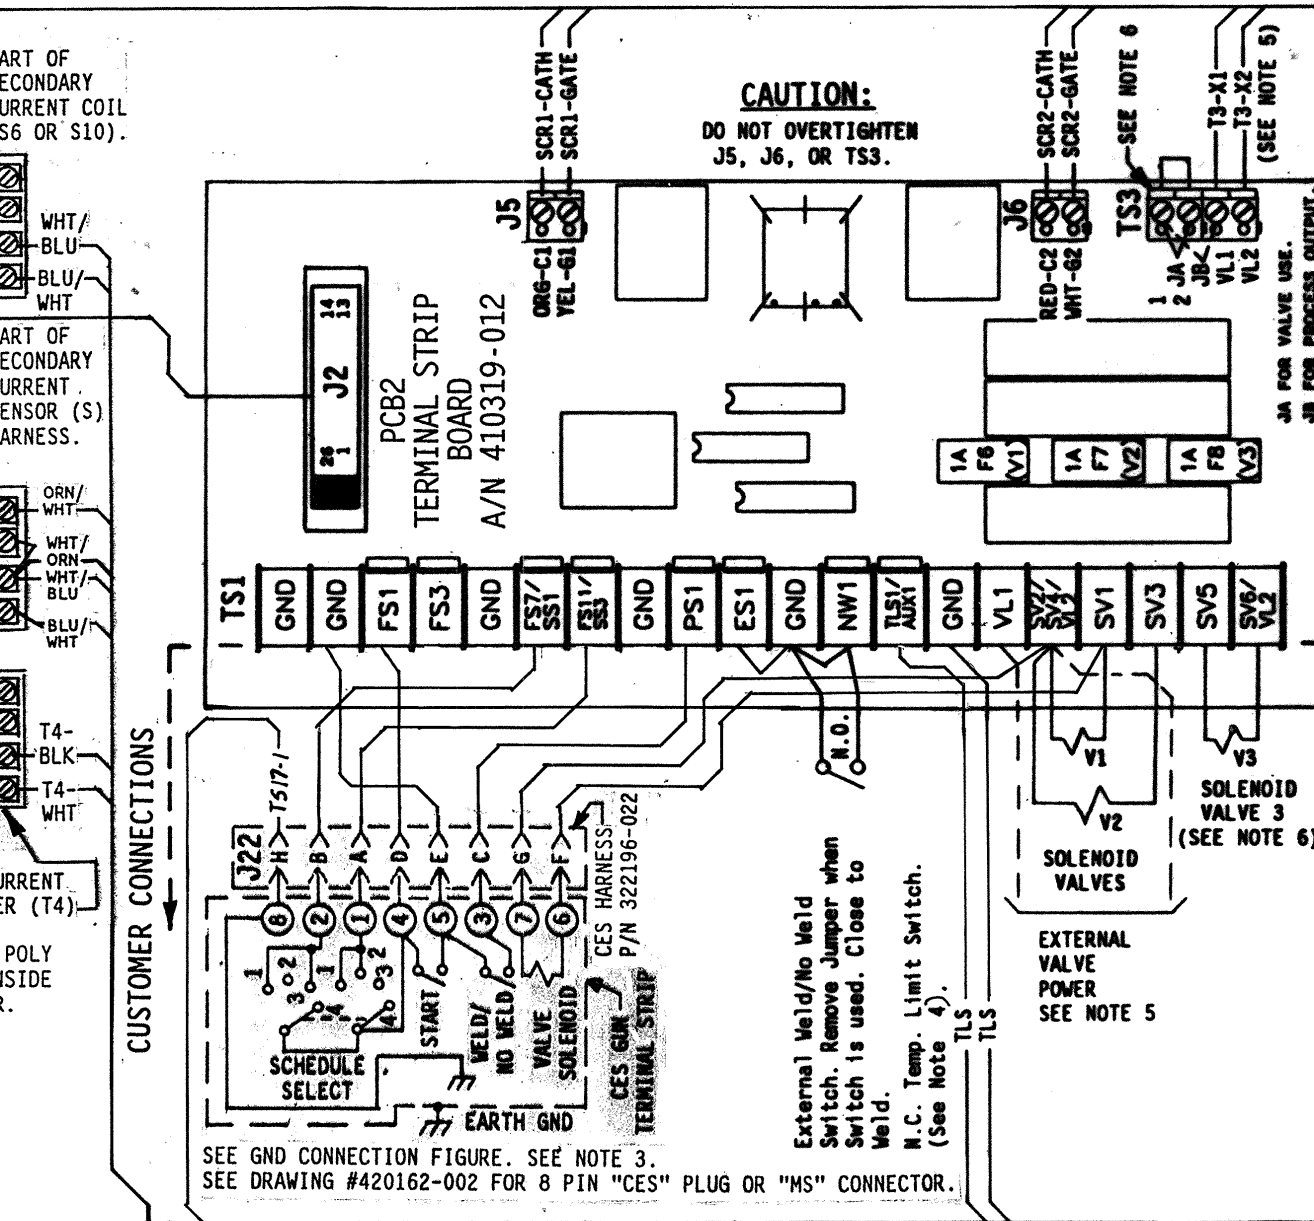 ART OF
ECONDARY
URRENT COIL
S6 OR S10).
WHT/
BLU
BLU/
WHT
ART OF
ECONDARY
URRENT
ENSOR (S)
ARNESS.
ORN/
WHT
WHT/
ORN
WHT/
BLU
BLU/
WHT
T4-
BLK
T4-
WHT
URRENT
ER (T4)
POLY
NSIDE
R.
CUSTOMER CONNECTIONS
CAUTION:
DO NOT OVERTIGHTEN
J5, J6, OR TS3.
SCR1-CATH
SCR1-GATE
J5
ORG-C1
YEL-G1
SCR2-CATH
SCR2-GATE
J6
RED-C2
WHT-G2
SEE NOTE 6
TS3
T3-X1
T3-X2
(SEE NOTE 5)
1
2
JA
JB
VL1
VL2
JA FOR VALVE USE.
JB FOR PROCESS OUTPUT.
14
13
J2
26
1
PCB2
TERMINAL STRIP
BOARD
A/N 410319-012
1A
F6
(V1)
1A
F7
(V2)
1A
F8
(V3)
TS1
GND
GND
FS1
FS3
GND
FS7/
SS1
FS11/
SS3
GND
PS1
ES1
GND
NW1
TLS1/
AUX1
GND
VL1
SV2/
SV4/
VL2
SV1
SV3
SV5
SV6/
VL2
N.O.
V1
V2
V3
SOLENOID
VALVE 3
(SEE NOTE 6)
SOLENOID
VALVES
EXTERNAL
VALVE
POWER
SEE NOTE 5
TS17-1
J22
H
B
A
D
E
C
G
F
CES HARNESS
P/N 322196-022
8
2
1
4
5
3
7
6
1
2
3
4
1
2
3
4
SCHEDULE
SELECT
START
WELD/
NO WELD
VALVE
SOLENOID
CES GUN
TERMINAL STRIP
EARTH GND
External Weld/No Weld
Switch. Remove Jumper when
Switch is used. Close to
Weld.
N.C. Temp. Limit Switch.
(See Note 4).
TLS
TLS
SEE GND CONNECTION FIGURE. SEE NOTE 3.
SEE DRAWING #420162-002 FOR 8 PIN "CES" PLUG OR "MS" CONNECTOR.